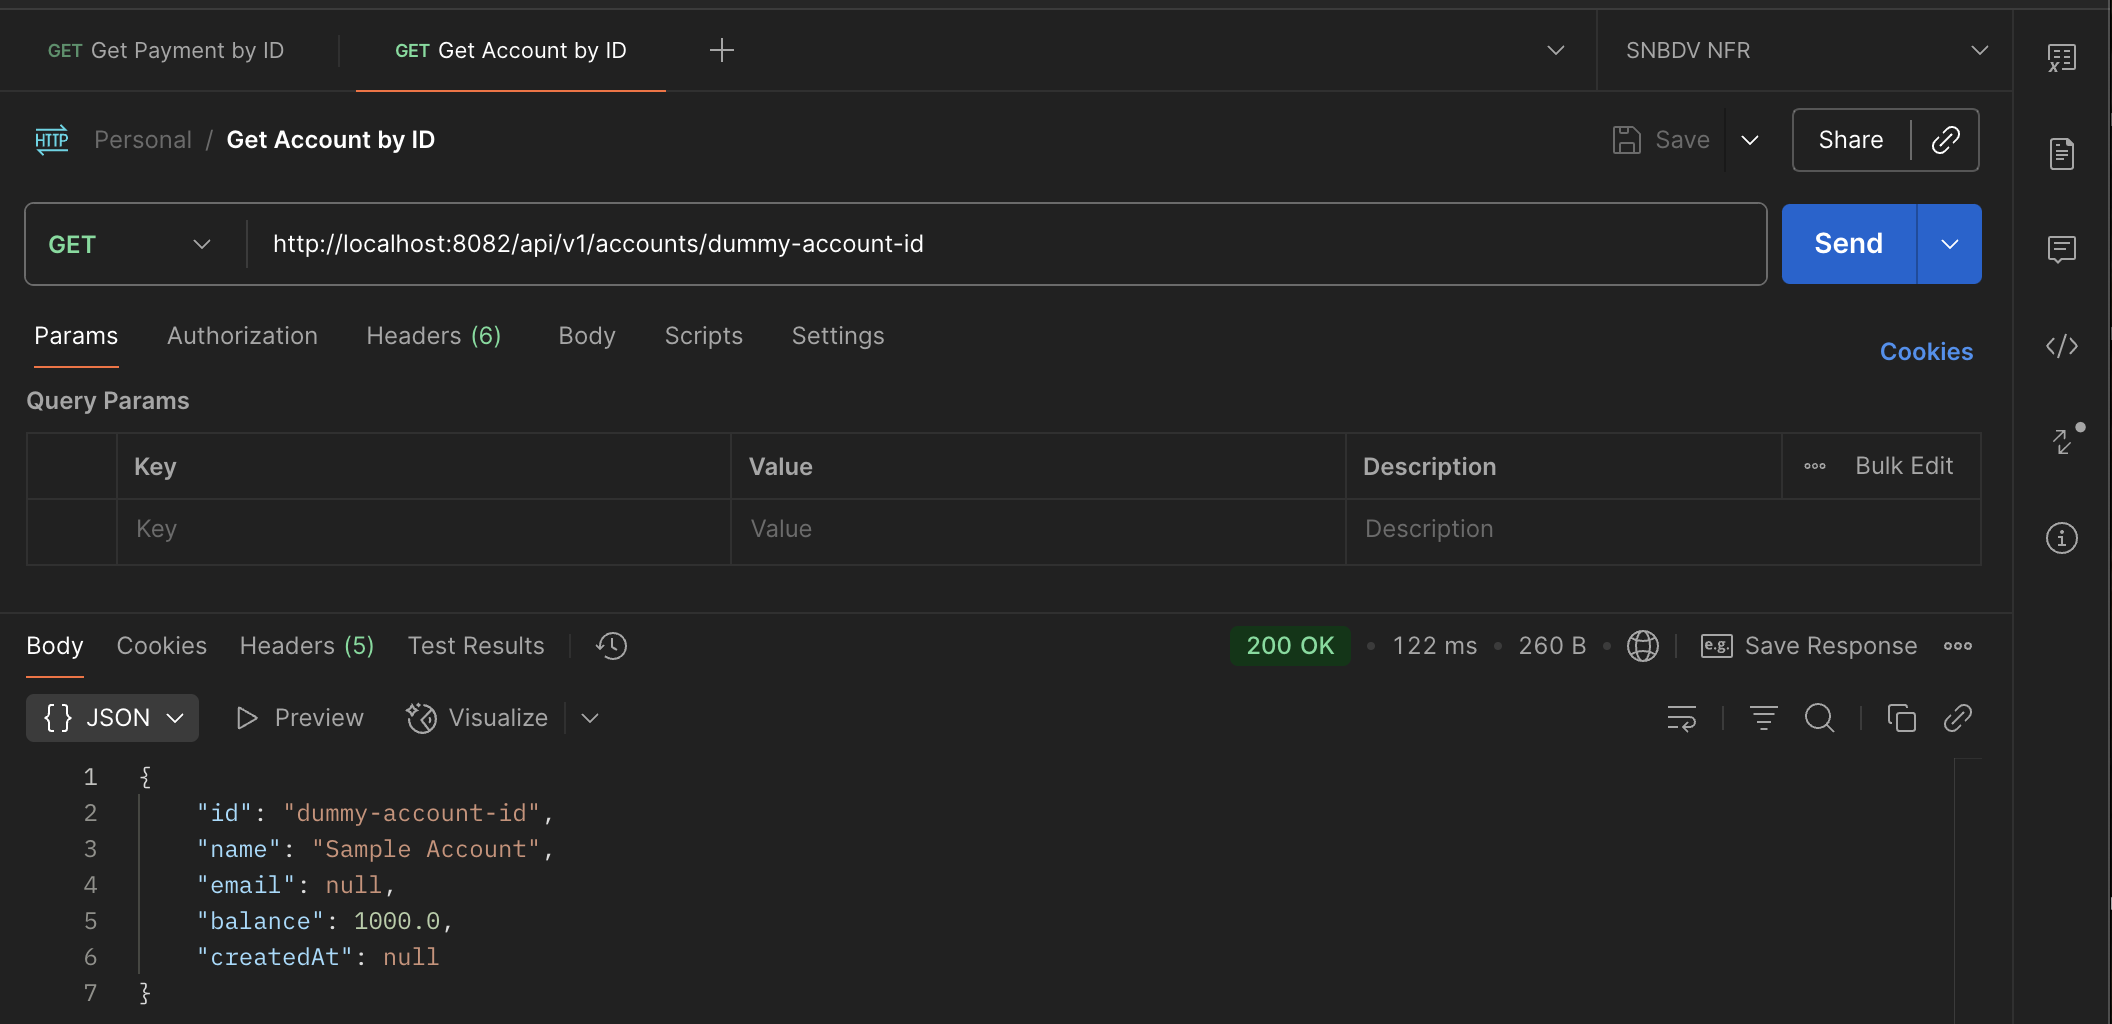 GET Get Payment by ID
GET Get Account by ID
SNBDV NFR
HTTP Personal / Get Account by ID
Save
Share
GET
http://localhost:8082/api/v1/accounts/dummy-account-id
Send
Params Authorization Headers (6) Body Scripts Settings
Cookies
Query Params
Key Value Description Bulk Edit
Key Value Description
Body Cookies Headers (5) Test Results
200 OK • 122 ms • 260 B •
e.g. Save Response
{} JSON Preview Visualize
1 {
2 "id": "dummy-account-id",
3 "name": "Sample Account",
4 "email": null,
5 "balance": 1000.0,
6 "createdAt": null
7 }